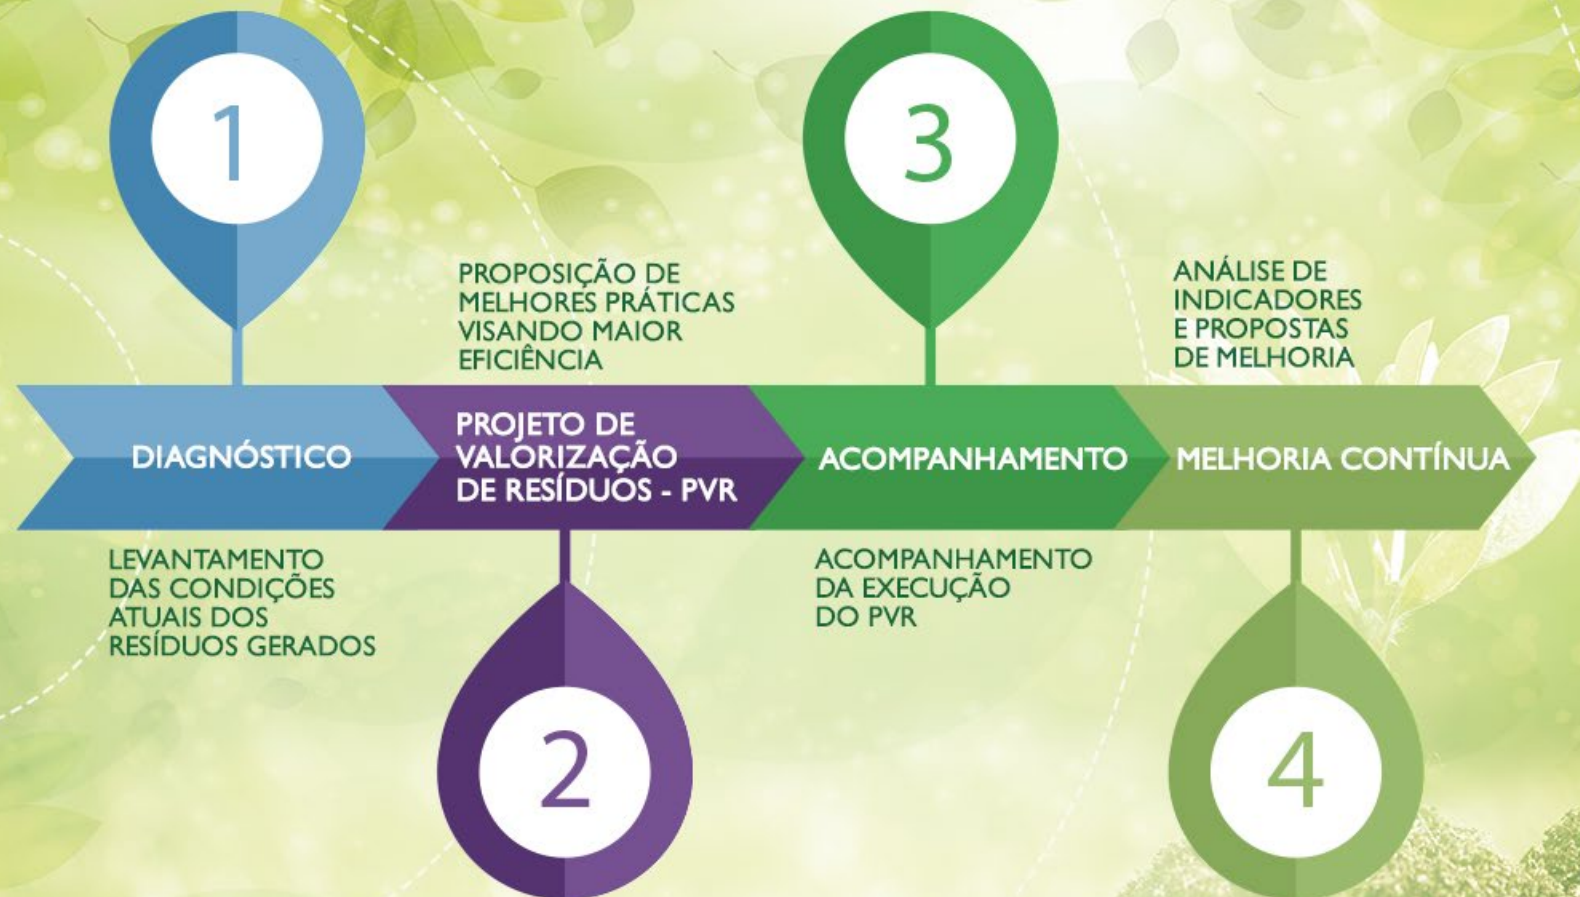 1
DIAGNÓSTICO
LEVANTAMENTO
DAS CONDIÇÕES
ATUAIS DOS
RESÍDUOS GERADOS
PROPOSIÇÃO DE
MELHORES PRÁTICAS
VISANDO MAIOR
EFICIÊNCIA
PROJETO DE
VALORIZAÇÃO
DE RESÍDUOS - PVR
2
3
ACOMPANHAMENTO
ACOMPANHAMENTO
DA EXECUÇÃO
DO PVR
ANÁLISE DE
INDICADORES
E PROPOSTAS
DE MELHORIA
MELHORIA CONTÍNUA
4